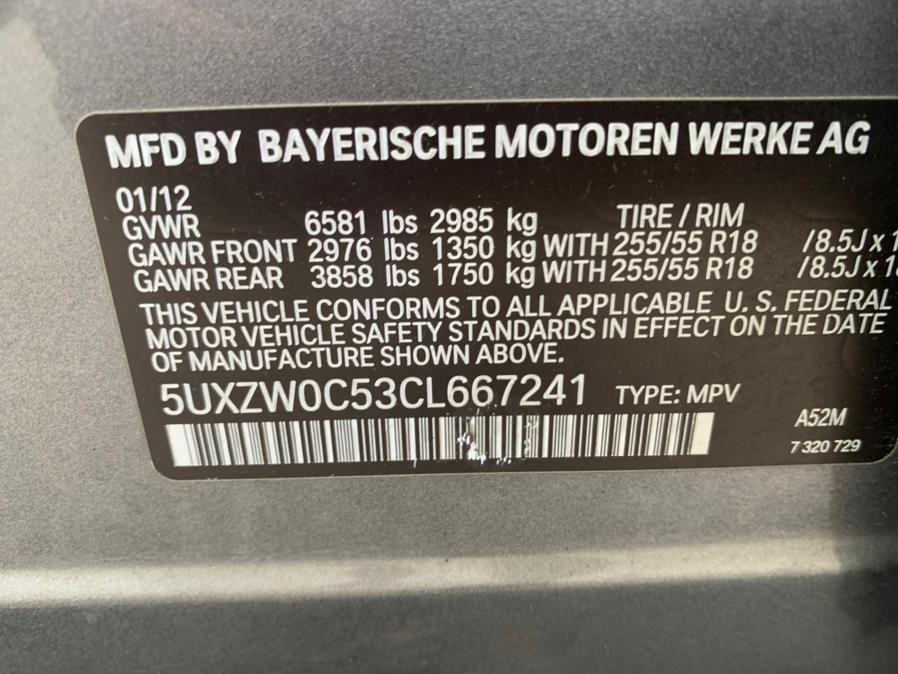 MFD BY BAYERISCHE MOTOREN WERKE AG
01/12
GVWR 6581 lbs 2985 kg TIRE / RIM
GAWR FRONT 2976 lbs 1350 kg WITH 255/55 R18 /8.5J x
GAWR REAR 3858 lbs 1750 kg WITH 255/55 R18 /8.5J x
THIS VEHICLE CONFORMS TO ALL APPLICABLE U. S. FEDERAL
MOTOR VEHICLE SAFETY STANDARDS IN EFFECT ON THE DATE
OF MANUFACTURE SHOWN ABOVE.
5UXZW0C53CL667241 TYPE: MPV
A52M
7 320 729